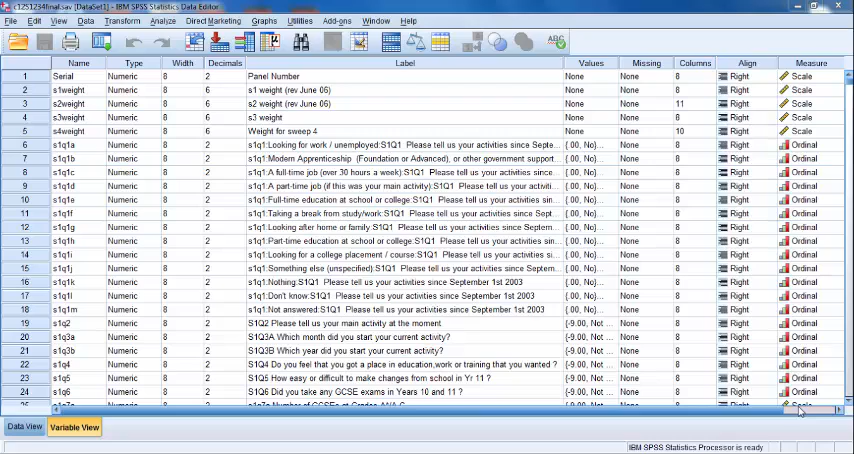 c12S1234final.sav [DataSet1] - IBM SPSS Statistics Data Editor
File Edit View Data Transform Analyze Direct Marketing Graphs Utilities Add-ons Window Help
Name Type Width Decimals Label Values Missing Columns Align Measure
1 Serial Numeric 8 2 Panel Number None None 8 Right Scale
2 s1weight Numeric 8 6 s1 weight (rev June 06) None None 8 Right Scale
3 s2weight Numeric 8 6 s2 weight (rev June 06) None None 11 Right Scale
4 s3weight Numeric 8 6 s3 weight None None 8 Right Scale
5 s4weight Numeric 8 6 Weight for sweep 4 None None 10 Right Scale
6 s1q1a Numeric 8 2 s1q1:Looking for work / unemployed:S1Q1 Please tell us your activities since Septe... {.00, No}... None 8 Right Ordinal
7 s1q1b Numeric 8 2 s1q1:Modern Apprenticeship (Foundation or Advanced), or other government support... {.00, No}... None 8 Right Ordinal
8 s1q1c Numeric 8 2 s1q1:A full-time job (over 30 hours a week):S1Q1 Please tell us your activities since... {.00, No}... None 8 Right Ordinal
9 s1q1d Numeric 8 2 s1q1:A part-time job (if this was your main activity):S1Q1 Please tell us your activiti... {.00, No}... None 8 Right Ordinal
10 s1q1e Numeric 8 2 s1q1:Full-time education at school or college:S1Q1 Please tell us your activities sin... {.00, No}... None 8 Right Ordinal
11 s1q1f Numeric 8 2 s1q1:Taking a break from study/work:S1Q1 Please tell us your activities since Sept... {.00, No}... None 8 Right Ordinal
12 s1q1g Numeric 8 2 s1q1:Looking after home or family:S1Q1 Please tell us your activities since Septem... {.00, No}... None 8 Right Ordinal
13 s1q1h Numeric 8 2 s1q1:Part-time education at school or college:S1Q1 Please tell us your activities sin... {.00, No}... None 8 Right Ordinal
14 s1q1i Numeric 8 2 s1q1:Looking for a college placement / course:S1Q1 Please tell us your activities sin... {.00, No}... None 8 Right Ordinal
15 s1q1j Numeric 8 2 s1q1:Something else (unspecified):S1Q1 Please tell us your activities since Septem... {.00, No}... None 8 Right Ordinal
16 s1q1k Numeric 8 2 s1q1:Nothing:S1Q1 Please tell us your activities since September 1st 2003 {.00, No}... None 8 Right Ordinal
17 s1q1l Numeric 8 2 s1q1:Don't know:S1Q1 Please tell us your activities since September 1st 2003 {.00, No}... None 8 Right Ordinal
18 s1q1m Numeric 8 2 s1q1:Not answered:S1Q1 Please tell us your activities since September 1st 2003 {.00, No}... None 8 Right Ordinal
19 s1q2 Numeric 8 2 S1Q2 Please tell us your main activity at the moment {-9.00, Not ... None 8 Right Ordinal
20 s1q3a Numeric 8 2 S1Q3A Which month did you start your current activity? {-9.00, Not ... None 8 Right Ordinal
21 s1q3b Numeric 8 2 S1Q3B Which year did you start your current activity? {-9.00, Not ... None 8 Right Ordinal
22 s1q4 Numeric 8 2 S1Q4 Do you feel that you got a place in education,work or training that you wanted ? {-9.00, Not ... None 8 Right Ordinal
23 s1q5 Numeric 8 2 S1Q5 How easy or difficult to make changes from school in Yr 11 ? {-9.00, Not ... None 8 Right Ordinal
24 s1q6 Numeric 8 2 S1Q6 Did you take any GCSE exams in Years 10 and 11 ? {-9.00, Not ... None 8 Right Ordinal
Data View Variable View
IBM SPSS Statistics Processor is ready